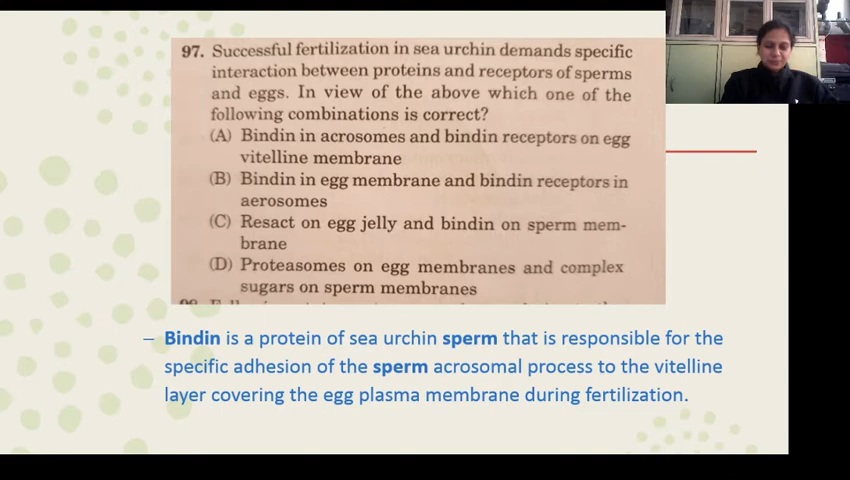 97. Successful fertilization in sea urchin demands specific
interaction between proteins and receptors of sperms
and eggs. In view of the above which one of the
following combinations is correct?
(A) Bindin in acrosomes and bindin receptors on egg
vitelline membrane
(B) Bindin in egg membrane and bindin receptors in
aerosomes
(C) Resact on egg jelly and bindin on sperm mem-
brane
(D) Proteasomes on egg membranes and complex
sugars on sperm membranes
– Bindin is a protein of sea urchin sperm that is responsible for the
specific adhesion of the sperm acrosomal process to the vitelline
layer covering the egg plasma membrane during fertilization.